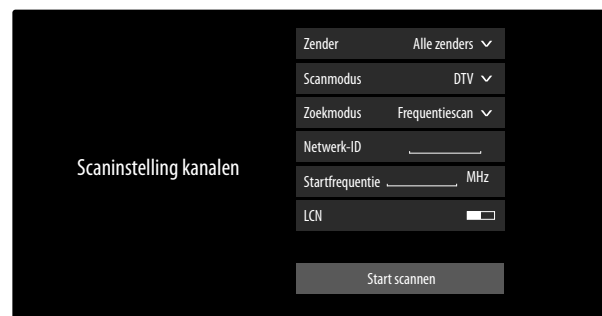 Zender Alle zenders
Scanmodus DTV
Zoekmodus Frequentiescan
Netwerk-ID
Scaninstelling kanalen
Startfrequentie MHz
LCN
Start scannen